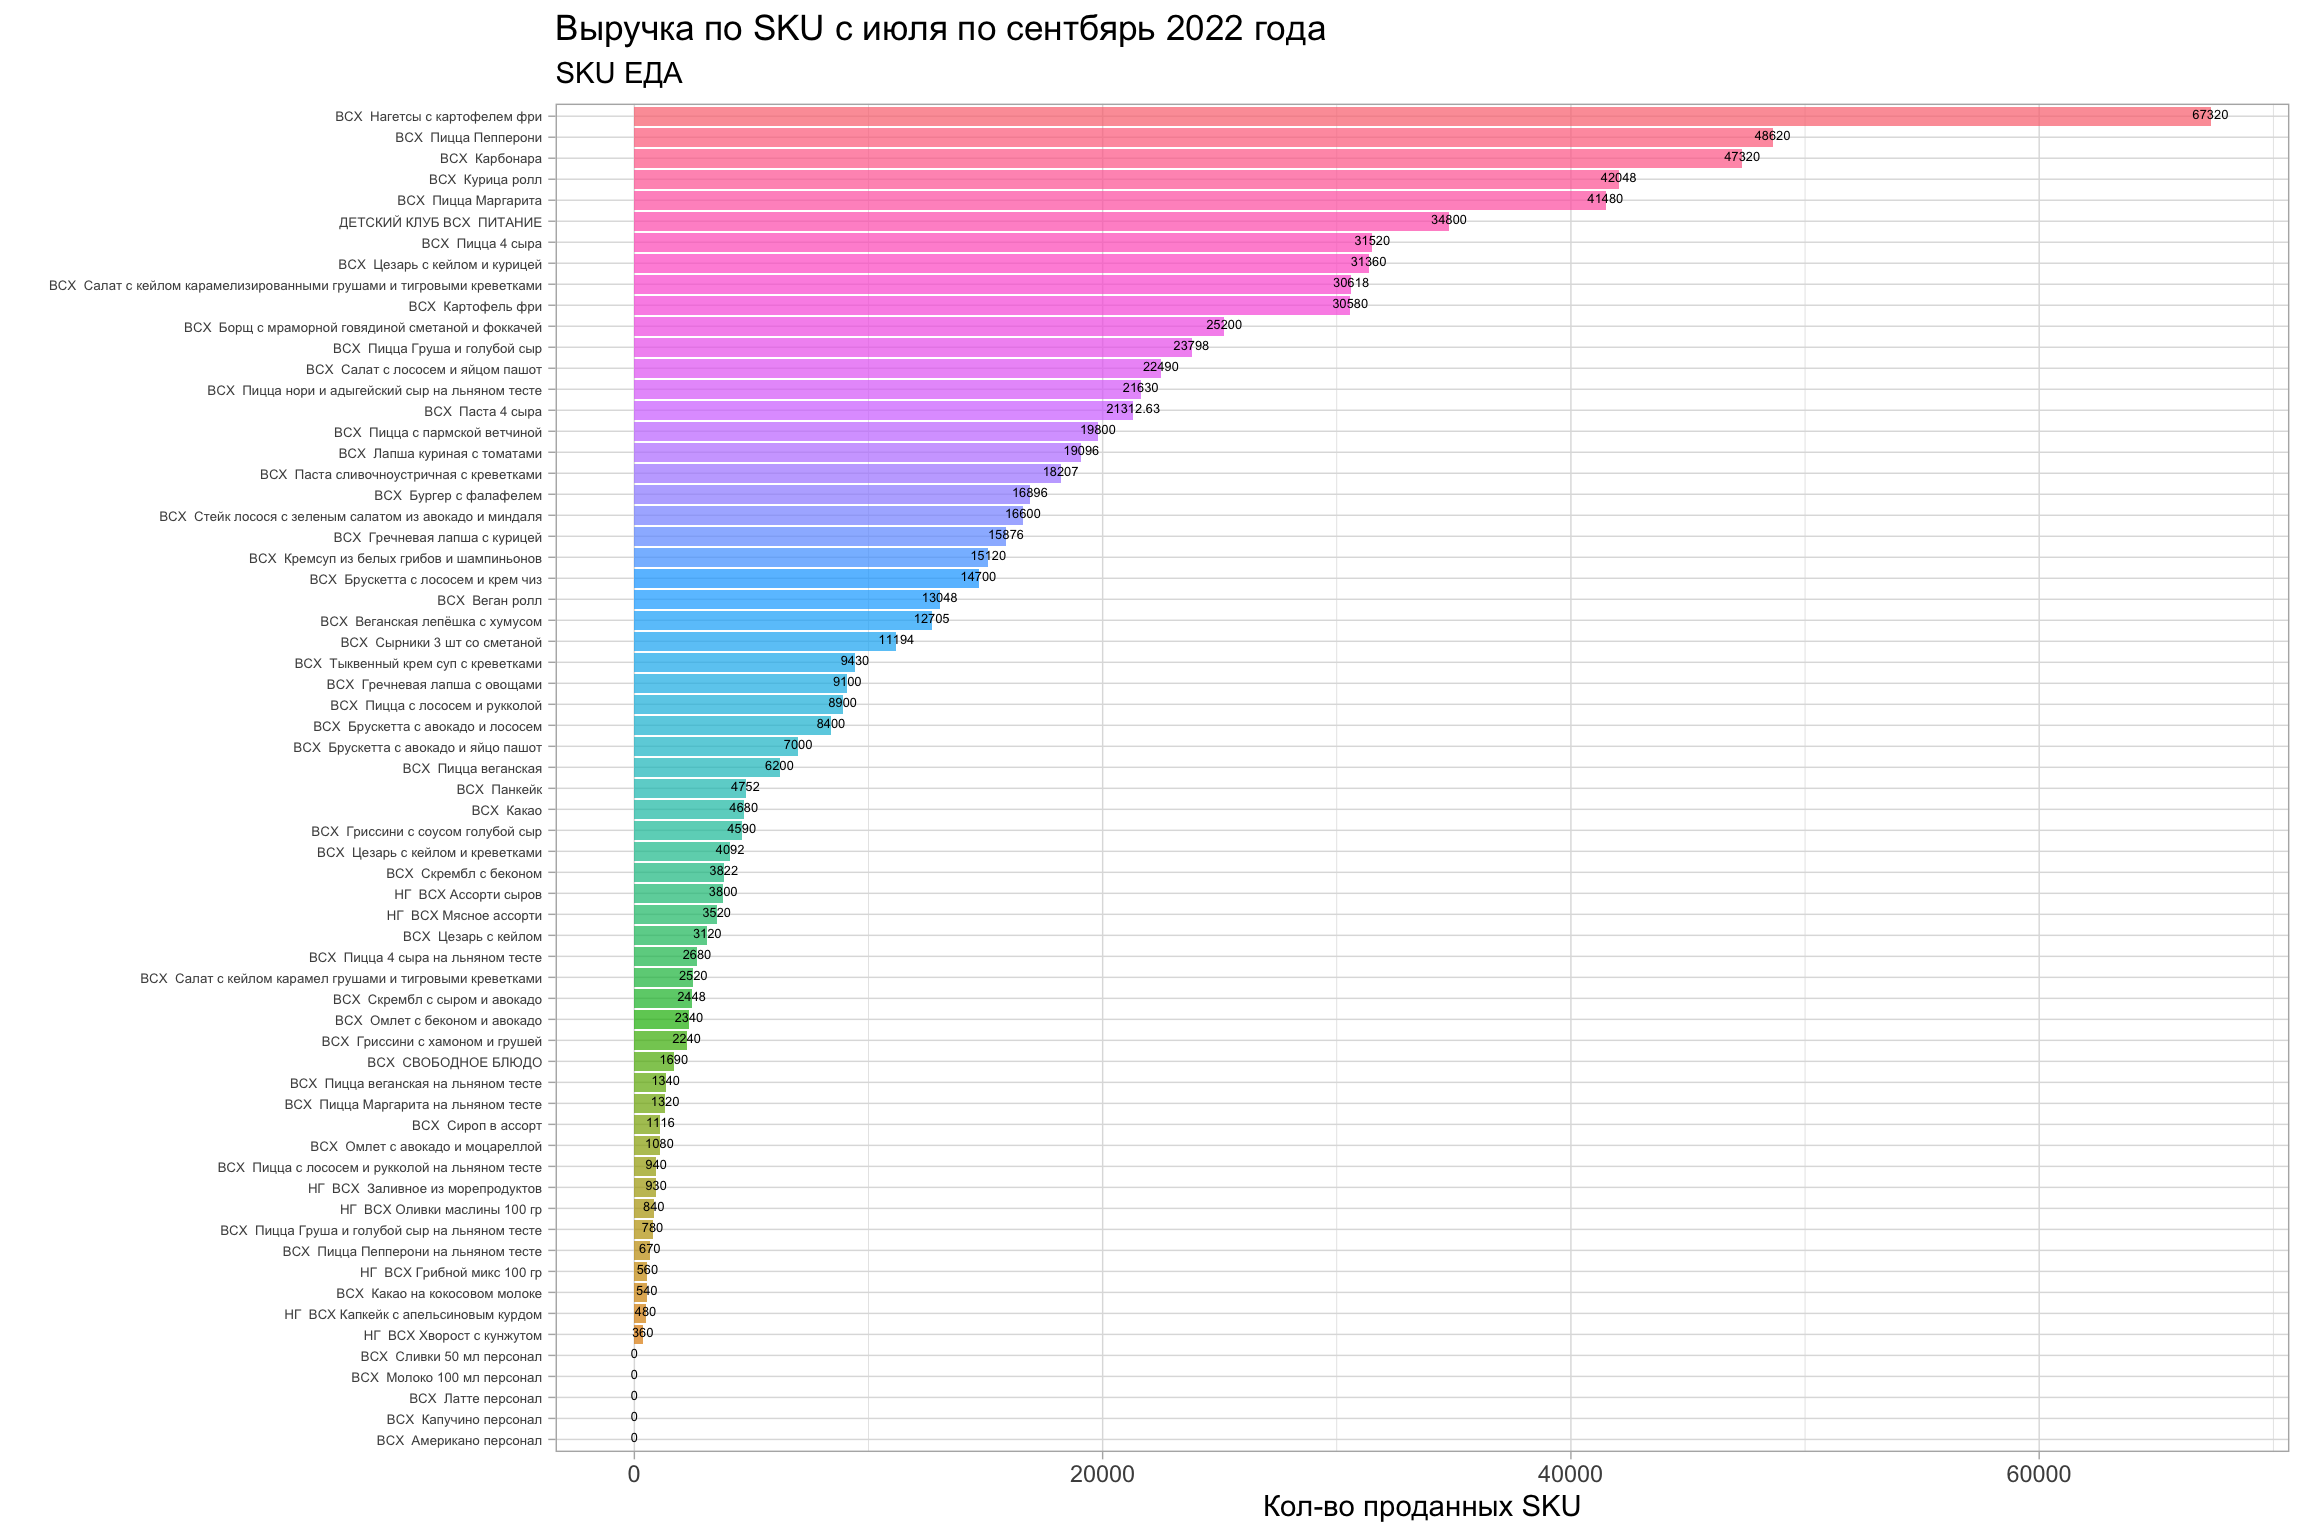 Выручка по SKU с июля по сентбярь 2022 года
SKU ЕДА
ВСХ Нагетсы с картофелем фри 67320
ВСХ Пицца Пепперони 48620
ВСХ Карбонара 47320
ВСХ Курица ролл 42048
ВСХ Пицца Маргарита 41480
ДЕТСКИЙ КЛУБ ВСХ ПИТАНИЕ 34800
ВСХ Пицца 4 сыра 31520
ВСХ Цезарь с кейлом и курицей 31360
ВСХ Салат с кейлом карамелизированными грушами и тигровыми креветками 30618
ВСХ Картофель фри 30580
ВСХ Борщ с мраморной говядиной сметаной и фоккачей 25200
ВСХ Пицца Груша и голубой сыр 23798
ВСХ Салат с лососем и яйцом пашот 22490
ВСХ Пицца нори и адыгейский сыр на льняном тесте 21630
ВСХ Паста 4 сыра 21312.63
ВСХ Пицца с пармской ветчиной 19800
ВСХ Лапша куриная с томатами 19096
ВСХ Паста сливочноустричная с креветками 18207
ВСХ Бургер с фалафелем 16896
ВСХ Стейк лосося с зеленым салатом из авокадо и миндаля 16600
ВСХ Гречневая лапша с курицей 15876
ВСХ Кремсуп из белых грибов и шампиньонов 15120
ВСХ Брускетта с лососем и крем чиз 14700
ВСХ Веган ролл 13048
ВСХ Веганская лепёшка с хумусом 12705
ВСХ Сырники 3 шт со сметаной 11194
ВСХ Тыквенный крем суп с креветками 9430
ВСХ Гречневая лапша с овощами 9100
ВСХ Пицца с лососем и рукколой 8900
ВСХ Брускетта с авокадо и лососем 8400
ВСХ Брускетта с авокадо и яйцо пашот 7000
ВСХ Пицца веганская 6200
ВСХ Панкейк 4752
ВСХ Какао 4680
ВСХ Гриссини с соусом голубой сыр 4590
ВСХ Цезарь с кейлом и креветками 4092
ВСХ Скрембл с беконом 3822
НГ ВСХ Ассорти сыров 3800
НГ ВСХ Мясное ассорти 3520
ВСХ Цезарь с кейлом 3120
ВСХ Пицца 4 сыра на льняном тесте 2680
ВСХ Салат с кейлом карамел грушами и тигровыми креветками 2520
ВСХ Скрембл с сыром и авокадо 2448
ВСХ Омлет с беконом и авокадо 2340
ВСХ Гриссини с хамоном и грушей 2240
ВСХ СВОБОДНОЕ БЛЮДО 1690
ВСХ Пицца веганская на льняном тесте 1340
ВСХ Пицца Маргарита на льняном тесте 1320
ВСХ Сироп в ассорт 1116
ВСХ Омлет с авокадо и моцареллой 1080
ВСХ Пицца с лососем и рукколой на льняном тесте 940
НГ ВСХ Заливное из морепродуктов 930
НГ ВСХ Оливки маслины 100 гр 840
ВСХ Пицца Груша и голубой сыр на льняном тесте 780
ВСХ Пицца Пепперони на льняном тесте 670
НГ ВСХ Грибной микс 100 гр 560
ВСХ Какао на кокосовом молоке 540
НГ ВСХ Капкейк с апельсиновым курдом 480
НГ ВСХ Хворост с кунжутом 360
ВСХ Сливки 50 мл персонал 0
ВСХ Молоко 100 мл персонал 0
ВСХ Латте персонал 0
ВСХ Капучино персонал 0
ВСХ Американо персонал 0
0 20000 40000 60000
Кол-во проданных SKU